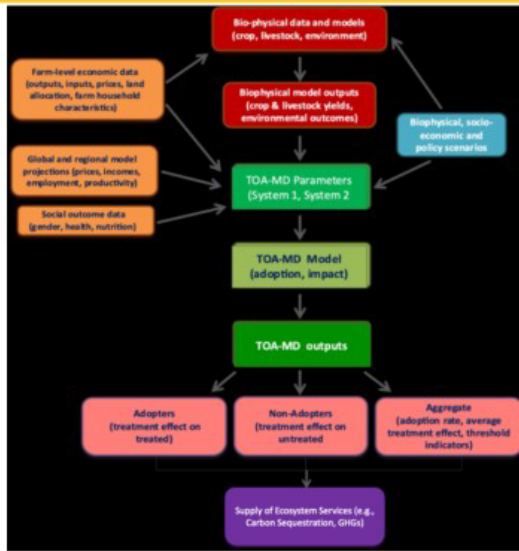 Bio-physical data and models
(crop, livestock, environment)
Farm-level economic data
(outputs, inputs, prices, land
allocation, farm household
characteristics)
Biophysical model outputs
(crop & livestock yields,
environmental outcomes)
Biophysical, socio-
economic and
policy scenarios
Global and regional model
projections (prices, incomes,
employment, productivity)
TOA-MD Parameters
(System 1, System 2
Social outcome data
(gender, health, nutrition)
TOA-MD Model
(adoption, impact)
TOA-MD outputs
Adopters
(treatment effect on
treated)
Non-Adopters
(treatment effect on
untreated
Aggregate
(adoption rate, average
treatment effect, threshold
indicators)
Supply of Ecosystem Services (e.g.,
Carbon Sequestration, GHGs)